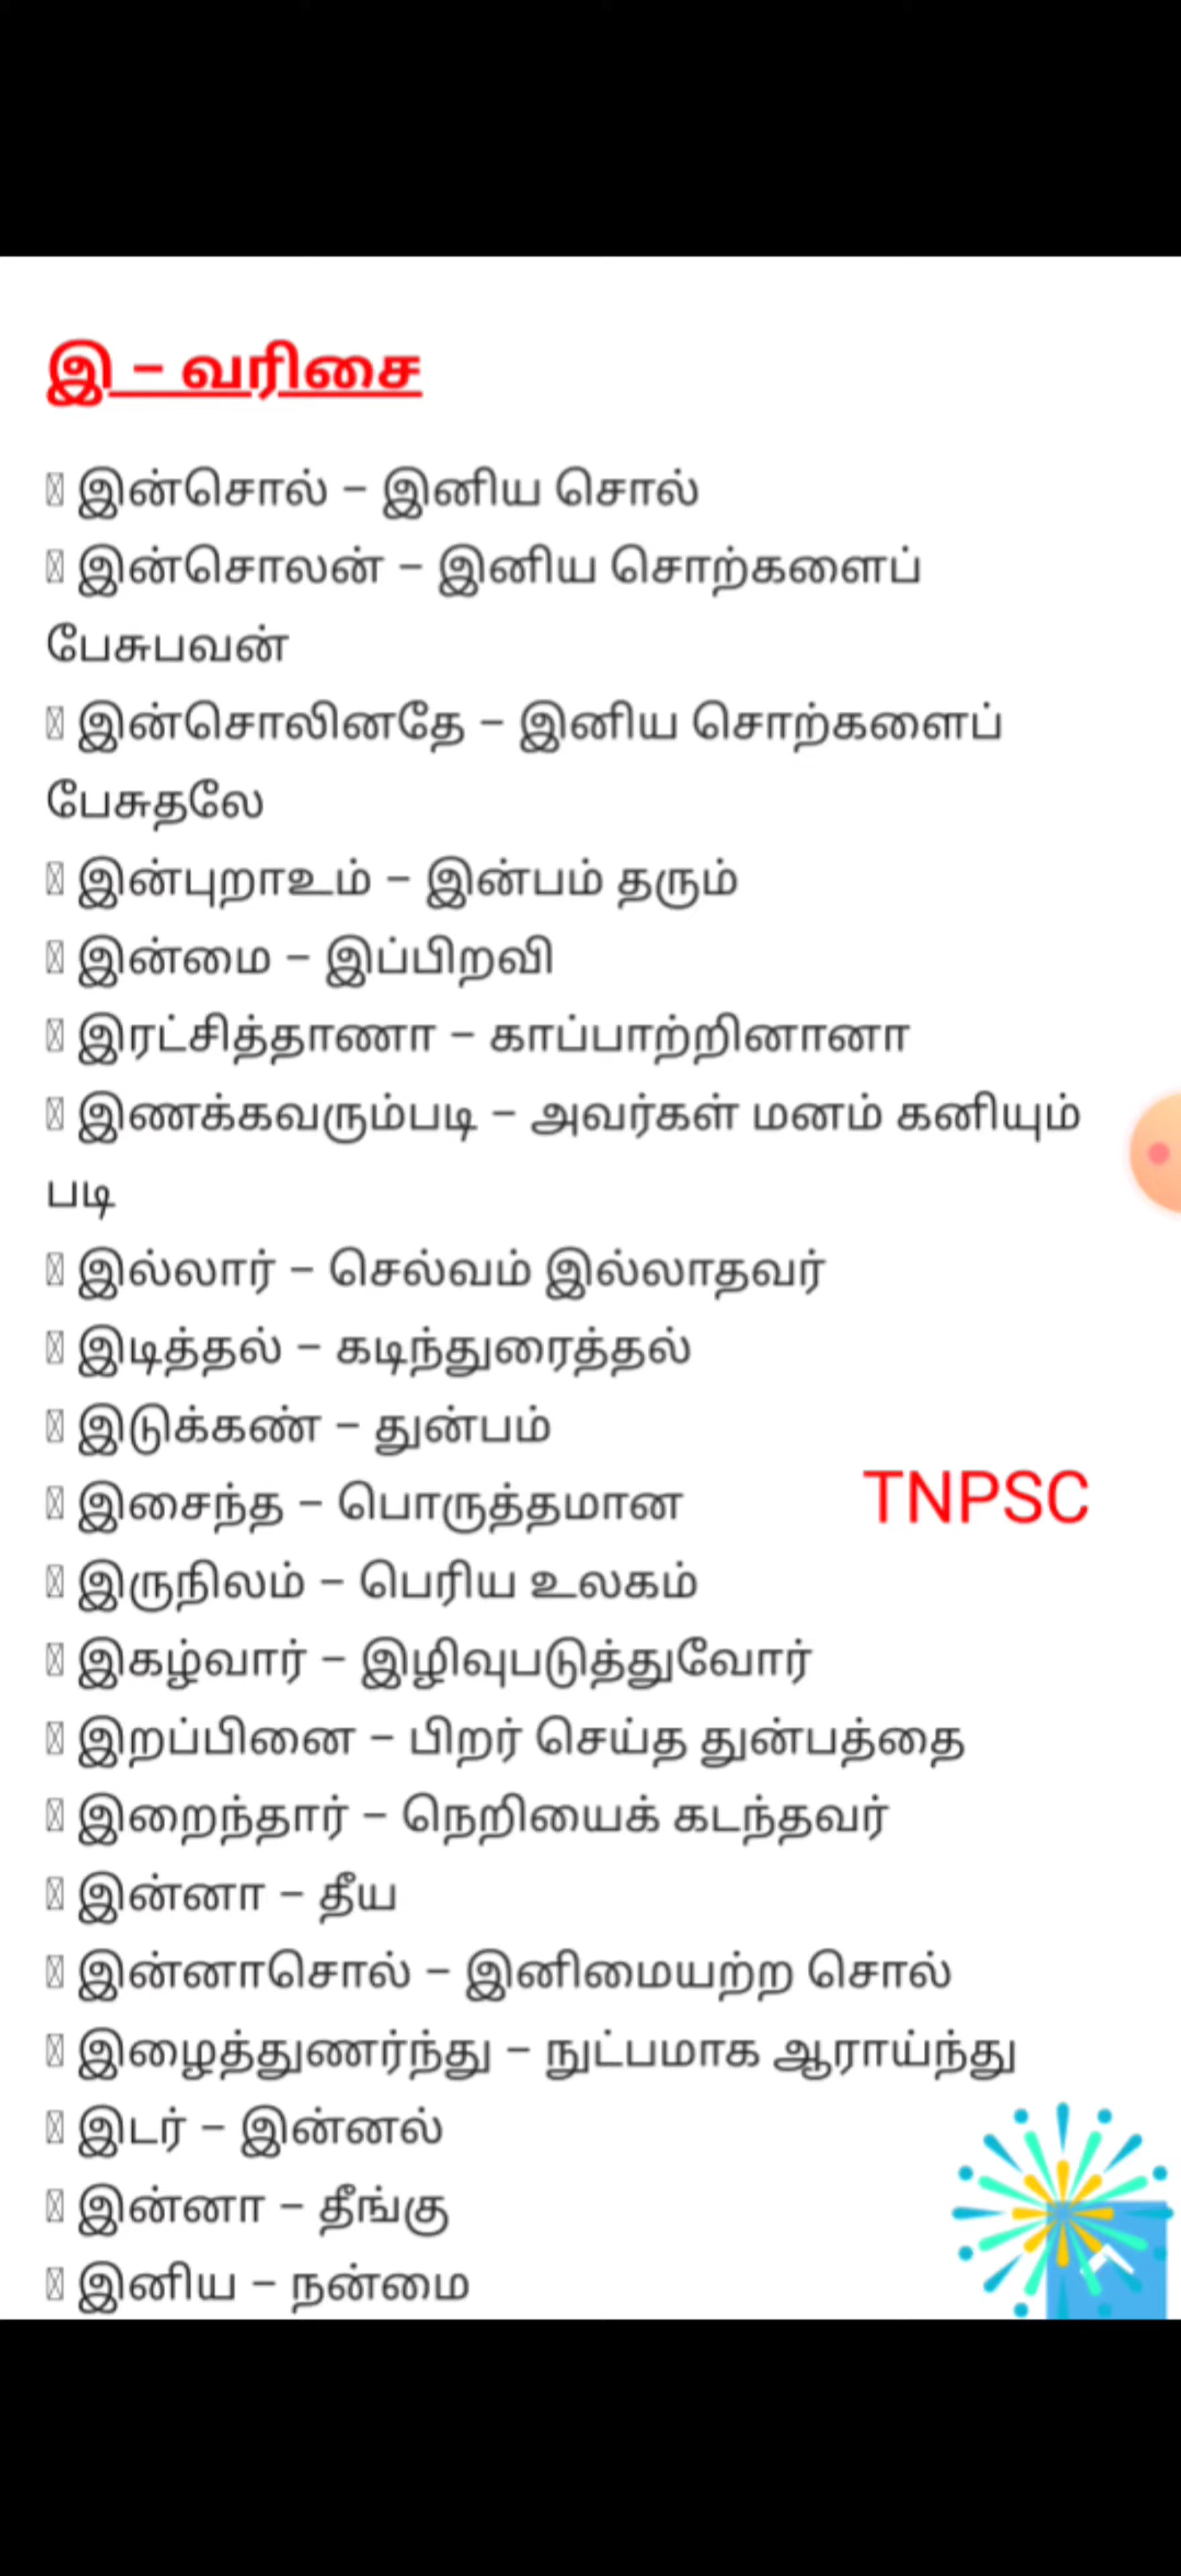 இ – வரிசை
இன்சொல் – இனிய சொல்
இன்சொலன் – இனிய சொற்களைப்
பேசுபவன்
இன்சொலினதே – இனிய சொற்களைப்
பேசுதலே
இன்புறாஉம் – இன்பம் தரும்
இன்மை – இப்பிறவி
இரட்சித்தாணா – காப்பாற்றினானா
இணக்கவரும்படி – அவர்கள் மனம் கனியும்
படி
இல்லார் – செல்வம் இல்லாதவர்
இடித்தல் – கடிந்துரைத்தல்
இடுக்கண் – துன்பம்
இசைந்த – பொருத்தமான
TNPSC
இருநிலம் – பெரிய உலகம்
இகழ்வார் – இழிவுபடுத்துவோர்
இறப்பினை – பிறர் செய்த துன்பத்தை
இறைந்தார் – நெறியைக் கடந்தவர்
இன்னா – தீய
இன்னாசொல் – இனிமையற்ற சொல்
இழைத்துணர்ந்து – நுட்பமாக ஆராய்ந்து
இடர் – இன்னல்
இன்னா – தீங்கு
இனிய – நன்மை